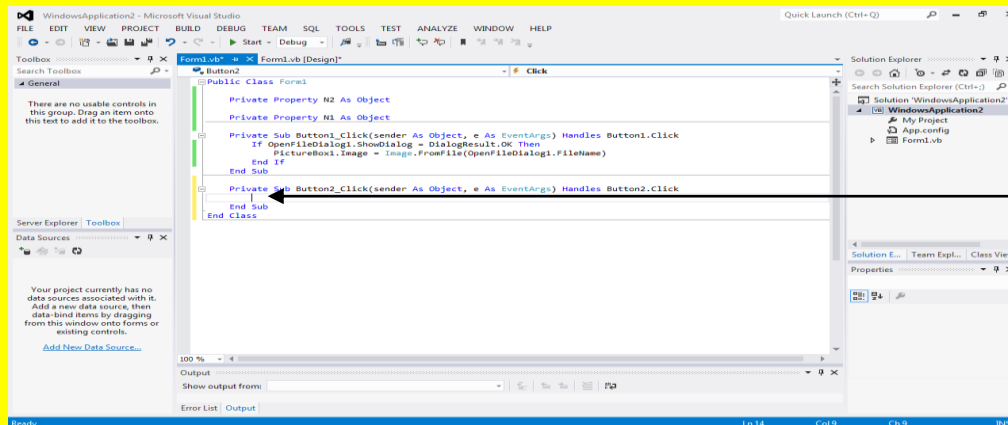 WindowsApplication2 - Microsoft Visual Studio
Quick Launch (Ctrl+Q)
FILE EDIT VIEW PROJECT BUILD DEBUG TEAM SQL TOOLS TEST ANALYZE WINDOW HELP
Start - Debug
Toolbox
Search Toolbox
General
There are no usable controls in
this group. Drag an item onto
this text to add it to the toolbox.
Server Explorer Toolbox
Data Sources
Your project currently has no
data sources associated with it.
Add a new data source, then
data-bind items by dragging
from this window onto forms or
existing controls.
Add New Data Source...
Form1.vb* Form1.vb [Design]*
Button2 Click
Public Class Form1
Private Property N2 As Object
Private Property N1 As Object
Private Sub Button1_Click(sender As Object, e As EventArgs) Handles Button1.Click
If OpenFileDialog1.ShowDialog = DialogResult.OK Then
PictureBox1.Image = Image.FromFile(OpenFileDialog1.FileName)
End If
End Sub
Private Sub Button2_Click(sender As Object, e As EventArgs) Handles Button2.Click
End Sub
End Class
100 %
Output
Show output from:
Error List Output
Solution Explorer
Search Solution Explorer (Ctrl+;)
Solution 'WindowsApplication2'
WindowsApplication2
My Project
App.config
Form1.vb
Solution E... Team Expl... Class Vie
Properties
Ready Ln 14 Col 9 Ch 9 INS